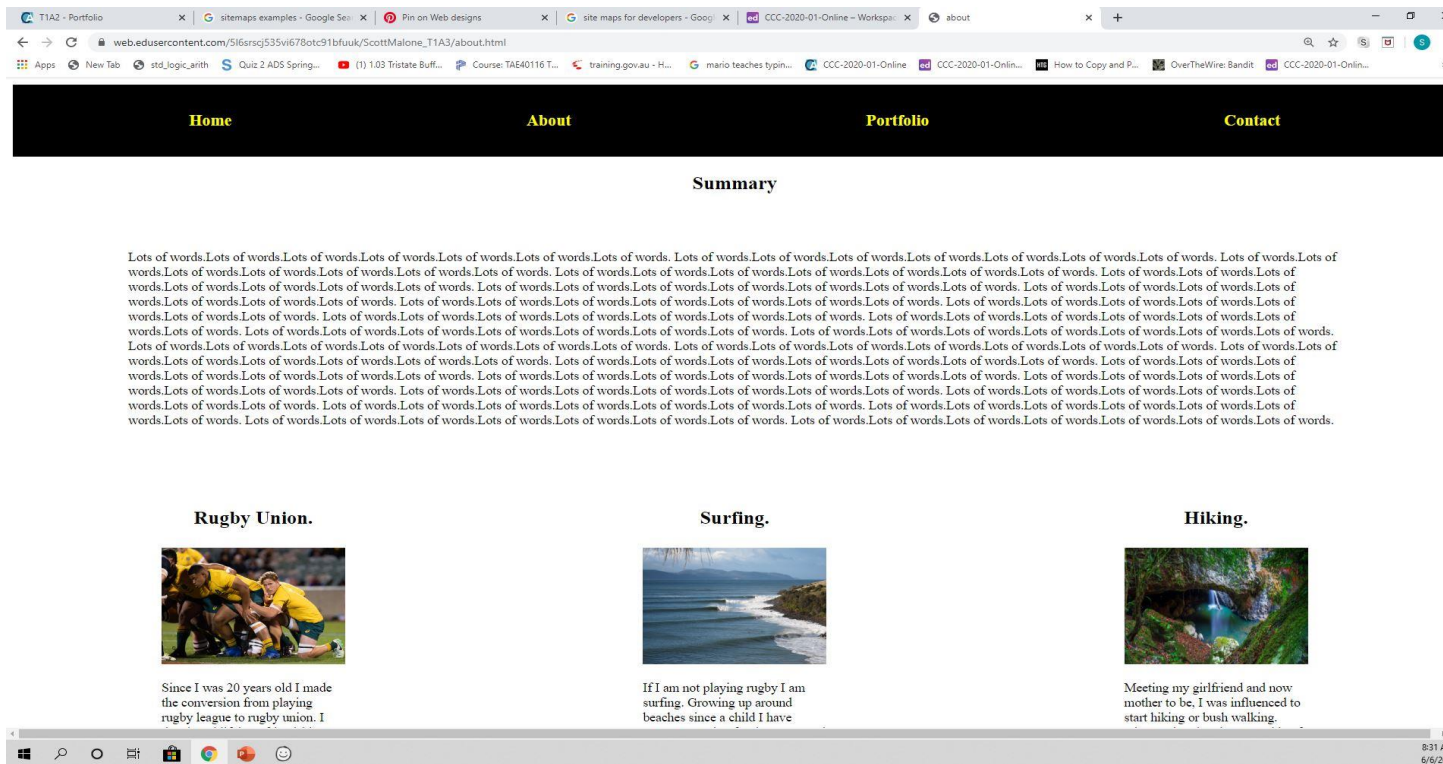 T1A2 - Portfolio
sitemaps examples - Google Sea
Pin on Web designs
site maps for developers - Googl
CCC-2020-01-Online – Workspac
about
web.edusercontent.com/5l6srscj535vi678otc91bfuuk/ScottMalone_T1A3/about.html
Apps New Tab std_logic_arith Quiz 2 ADS Spring... (1) 1.03 Tristate Buff... Course: TAE40116 T... training.gov.au - H... mario teaches typin... CCC-2020-01-Online CCC-2020-01-Onlin... How to Copy and P... OverTheWire: Bandit CCC-2020-01-Onlin...
Home About Portfolio Contact
Summary
Lots of words.Lots of words.Lots of words.Lots of words.Lots of words.Lots of words.Lots of words. Lots of words.Lots of words.Lots of words.Lots of words.Lots of words.Lots of words.Lots of words. Lots of words.Lots of
words.Lots of words.Lots of words.Lots of words.Lots of words.Lots of words. Lots of words.Lots of words.Lots of words.Lots of words.Lots of words.Lots of words.Lots of words. Lots of words.Lots of words.Lots of
words.Lots of words.Lots of words.Lots of words.Lots of words. Lots of words.Lots of words.Lots of words.Lots of words.Lots of words.Lots of words.Lots of words. Lots of words.Lots of words.Lots of words.Lots of
words.Lots of words.Lots of words.Lots of words. Lots of words.Lots of words.Lots of words.Lots of words.Lots of words.Lots of words.Lots of words. Lots of words.Lots of words.Lots of words.Lots of words.Lots of
words.Lots of words.Lots of words. Lots of words.Lots of words.Lots of words.Lots of words.Lots of words.Lots of words.Lots of words. Lots of words.Lots of words.Lots of words.Lots of words.Lots of words.Lots of
words.Lots of words. Lots of words.Lots of words.Lots of words.Lots of words.Lots of words.Lots of words.Lots of words. Lots of words.Lots of words.Lots of words.Lots of words.Lots of words.Lots of words.Lots of words.
Lots of words.Lots of words.Lots of words.Lots of words.Lots of words.Lots of words.Lots of words. Lots of words.Lots of words.Lots of words.Lots of words.Lots of words.Lots of words.Lots of words. Lots of words.Lots of
words.Lots of words.Lots of words.Lots of words.Lots of words.Lots of words. Lots of words.Lots of words.Lots of words.Lots of words.Lots of words.Lots of words.Lots of words. Lots of words.Lots of words.Lots of
words.Lots of words.Lots of words.Lots of words.Lots of words. Lots of words.Lots of words.Lots of words.Lots of words.Lots of words.Lots of words.Lots of words. Lots of words.Lots of words.Lots of words.Lots of
words.Lots of words.Lots of words.Lots of words. Lots of words.Lots of words.Lots of words.Lots of words.Lots of words.Lots of words.Lots of words. Lots of words.Lots of words.Lots of words.Lots of words.Lots of
words.Lots of words.Lots of words. Lots of words.Lots of words.Lots of words.Lots of words.Lots of words.Lots of words.Lots of words. Lots of words.Lots of words.Lots of words.Lots of words.Lots of words.Lots of
words.Lots of words. Lots of words.Lots of words.Lots of words.Lots of words.Lots of words.Lots of words.Lots of words. Lots of words.Lots of words.Lots of words.Lots of words.Lots of words.Lots of words.Lots of words.
Rugby Union.
Since I was 20 years old I made
the conversion from playing
rugby league to rugby union. I
Surfing.
If I am not playing rugby I am
surfing. Growing up around
beaches since a child I have
Hiking.
Meeting my girlfriend and now
mother to be, I was influenced to
start hiking or bush walking.
8:31 A
6/6/2